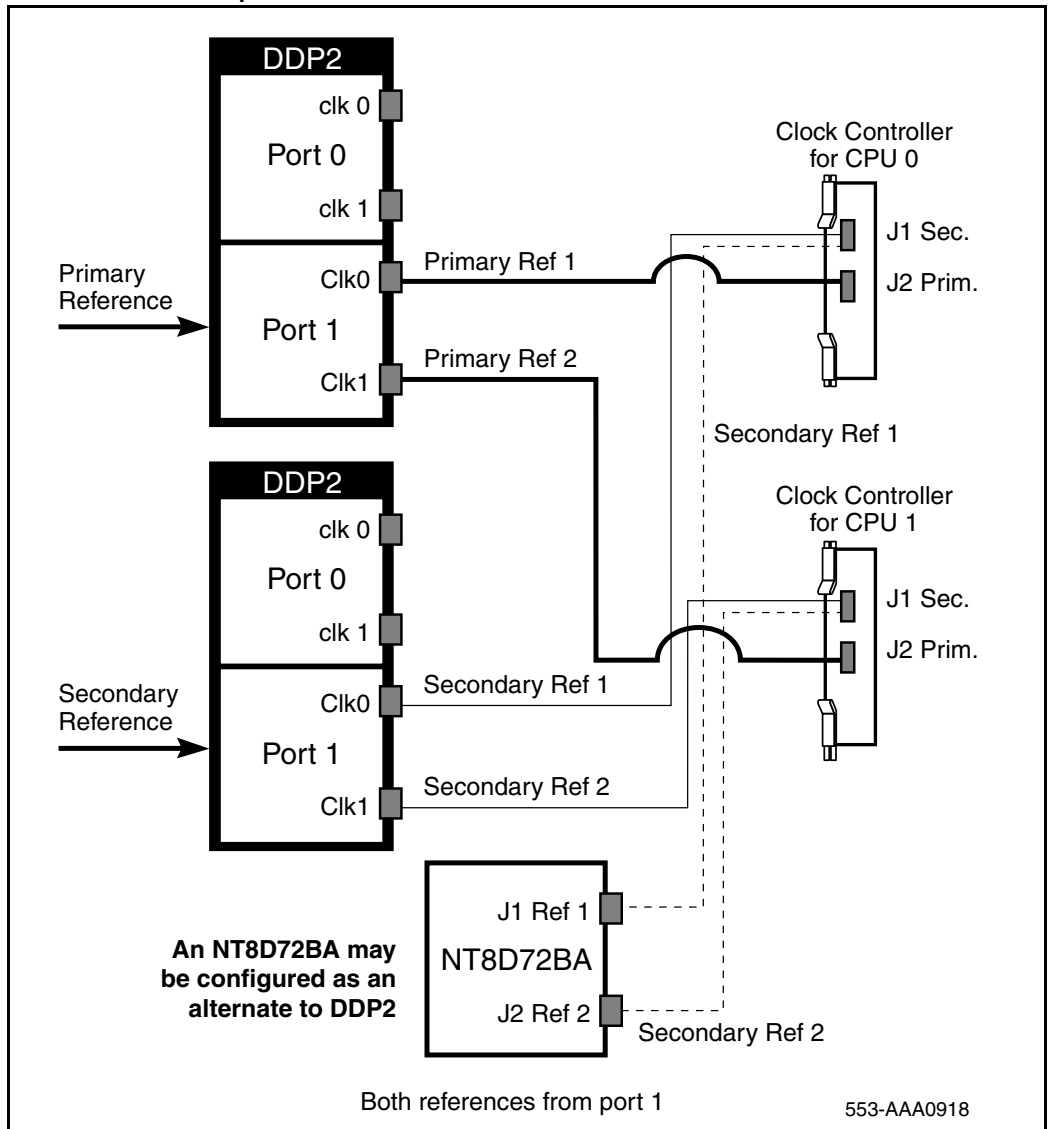 DDP2
clk 0
Port 0
clk 1
Clk0
Port 1
Clk1
Primary
Reference
Primary Ref 1
Primary Ref 2
Clock Controller
for CPU 0
J1 Sec.
J2 Prim.
Secondary Ref 1
DDP2
clk 0
Port 0
clk 1
Clk0
Port 1
Clk1
Secondary
Reference
Secondary Ref 1
Secondary Ref 2
Clock Controller
for CPU 1
J1 Sec.
J2 Prim.
J1 Ref 1
NT8D72BA
J2 Ref 2
An NT8D72BA may
be configured as an
alternate to DDP2
Secondary Ref 2
Both references from port 1
553-AAA0918